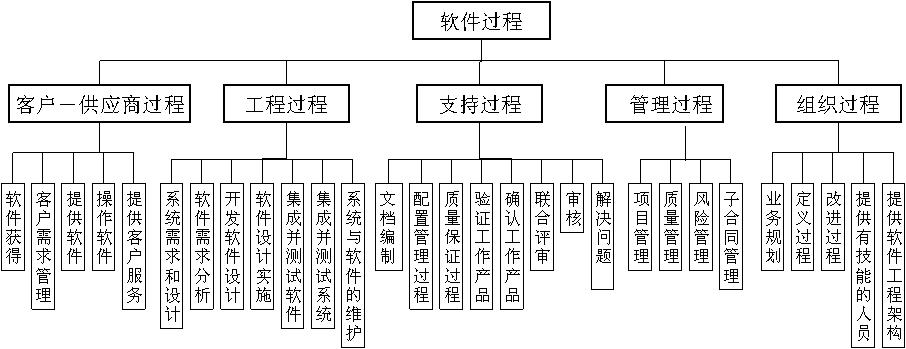 软件过程
客户－供应商过程
工程过程
支持过程
管理过程
组织过程
软件获得
客户需求管理
提供软件
操作软件
提供客户服务
系统需求和设计
软件需求分析
开发软件设计
软件设计实施
集成并测试软件
集成并测试系统
系统与软件的维护
文档编制
配置管理过程
质量保证过程
验证工作产品
确认工作产品
联合评审
审核
解决问题
项目管理
质量管理
风险管理
子合同管理
业务规划
定义过程
改进过程
提供有技能的人员
提供软件工程架构